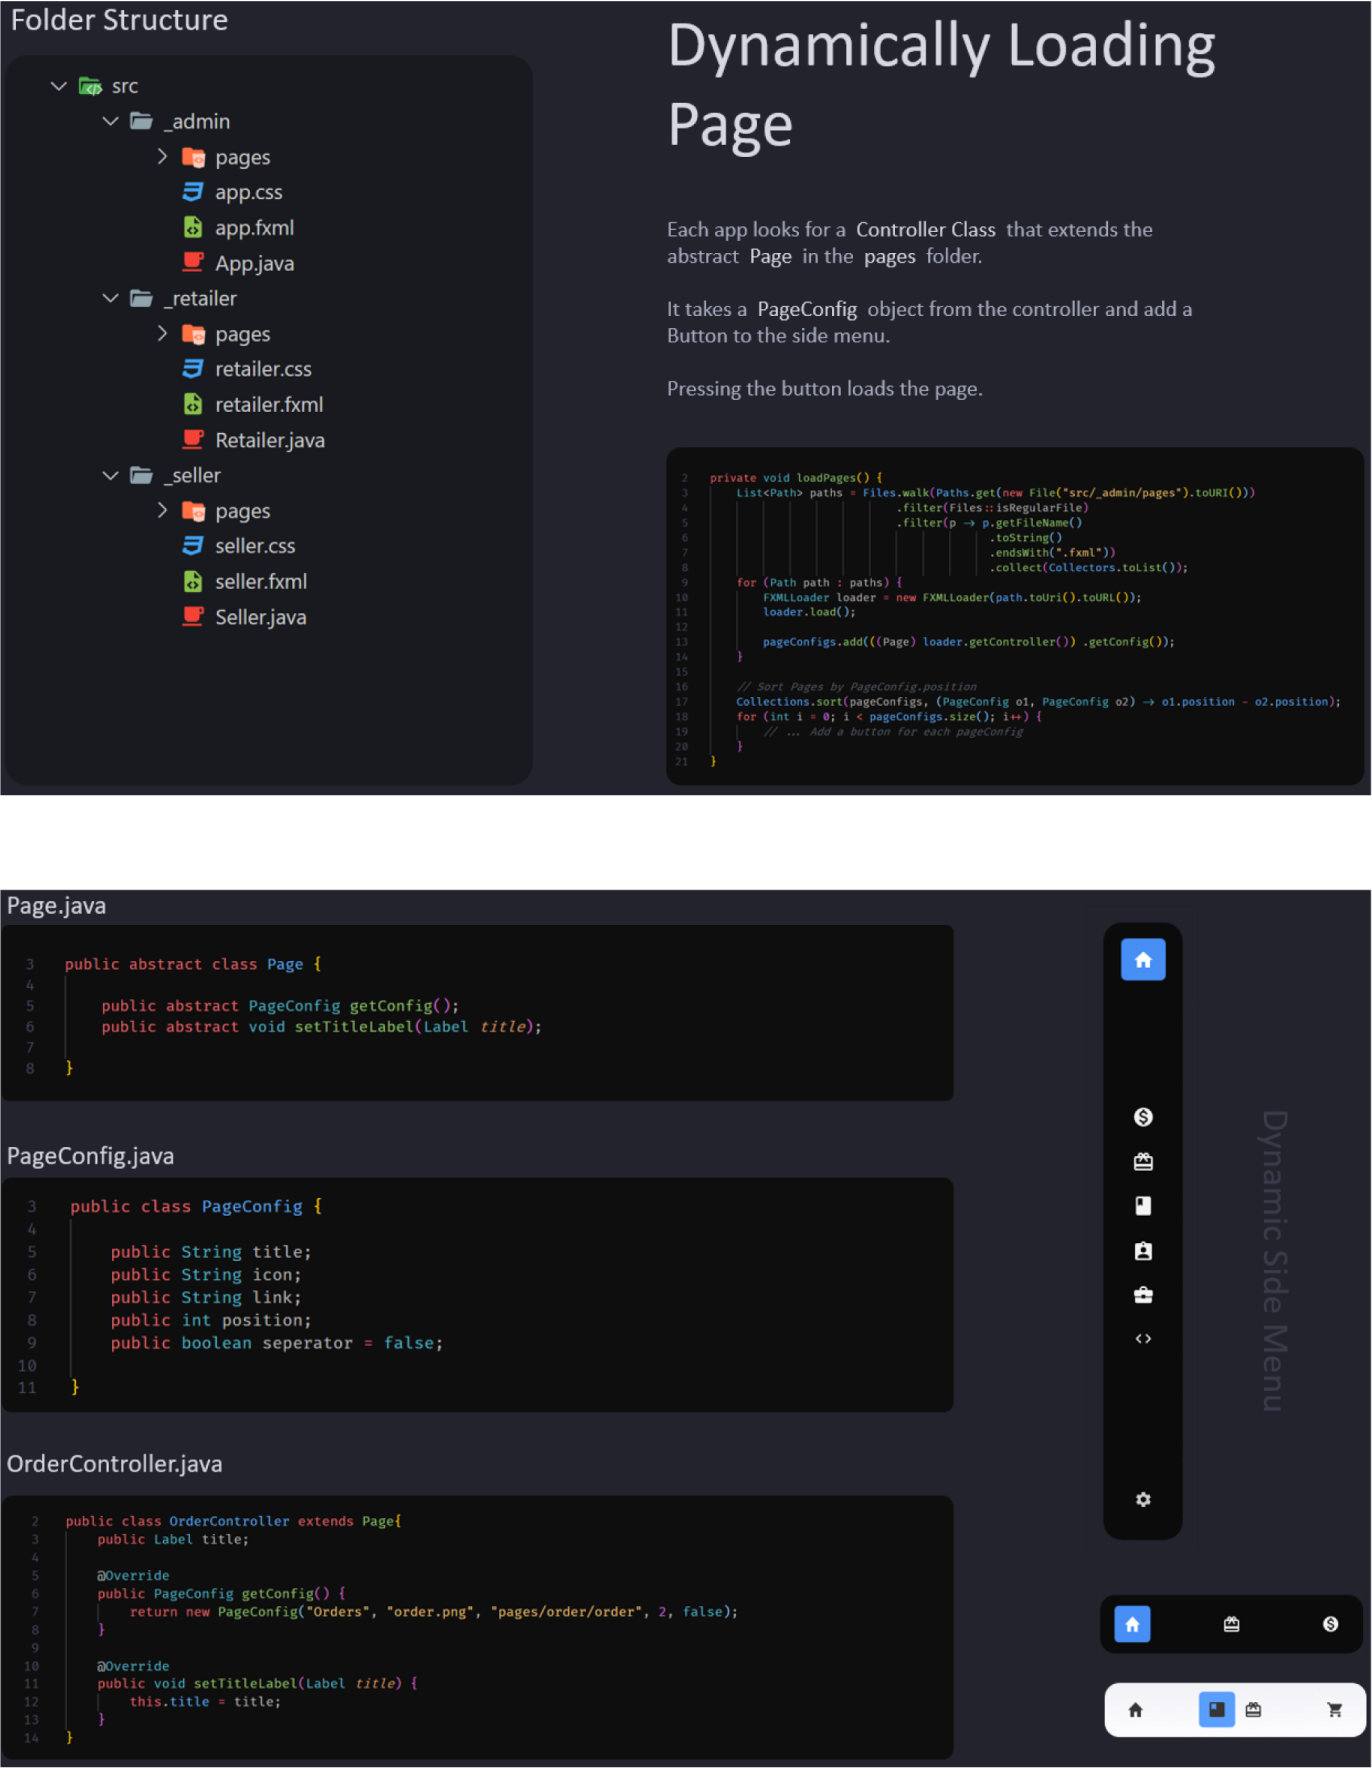 Folder Structure
src
_admin
pages
app.css
app.fxml
App.java
_retailer
pages
retailer.css
retailer.fxml
Retailer.java
_seller
pages
seller.css
seller.fxml
Seller.java
Dynamically Loading
Page
Each app looks for a Controller Class that extends the
abstract Page in the pages folder.
It takes a PageConfig object from the controller and add a
Button to the side menu.
Pressing the button loads the page.
2 private void loadPages() {
3 List<Path> paths = Files.walk(Paths.get(new File("src/_admin/pages").toURI()))
4 .filter(Files::isRegularFile)
5 .filter(p → p.getFileName()
6 .toString()
7 .endsWith(".fxml"))
8 .collect(Collectors.toList());
9 for (Path path : paths) {
10 FXMLLoader loader = new FXMLLoader(path.toUri().toURL());
11 loader.load();
12
13 pageConfigs.add(((Page) loader.getController()) .getConfig());
14 }
15
16 // Sort Pages by PageConfig.position
17 Collections.sort(pageConfigs, (PageConfig o1, PageConfig o2) → o1.position - o2.position);
18 for (int i = 0; i < pageConfigs.size(); i++) {
19 // ... Add a button for each pageConfig
20 }
21 }
Page.java
3 public abstract class Page {
4
5 public abstract PageConfig getConfig();
6 public abstract void setTitleLabel(Label title);
7
8 }
PageConfig.java
3 public class PageConfig {
4
5 public String title;
6 public String icon;
7 public String link;
8 public int position;
9 public boolean seperator = false;
10
11 }
OrderController.java
2 public class OrderController extends Page{
3 public Label title;
4
5 @Override
6 public PageConfig getConfig() {
7 return new PageConfig("Orders", "order.png", "pages/order/order", 2, false);
8 }
9
10 @Override
11 public void setTitleLabel(Label title) {
12 this.title = title;
13 }
14 }
Dynamic Side Menu